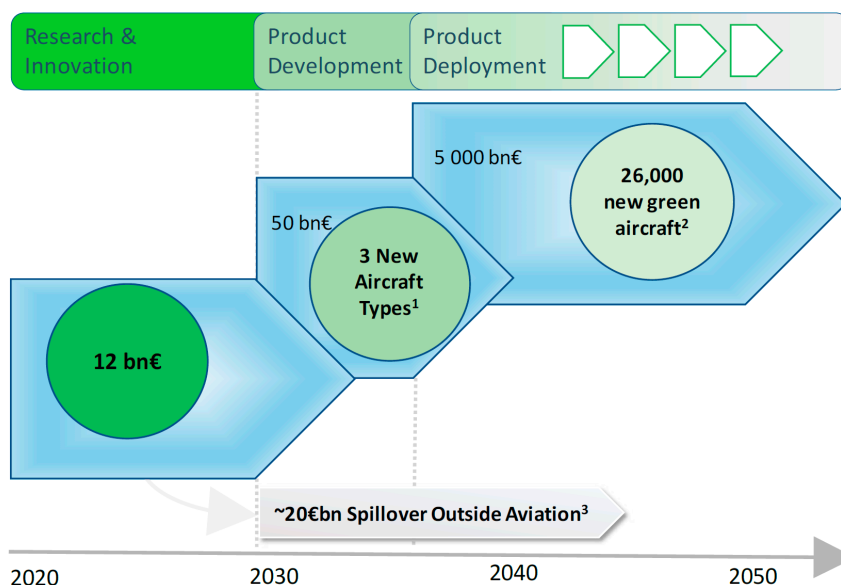 Research &
Innovation
Product
Development
Product
Deployment
5 000 bn€
26,000
new green
aircraft²
50 bn€
3 New
Aircraft
Types¹
12 bn€
~20€bn Spillover Outside Aviation³
2020
2030
2040
2050